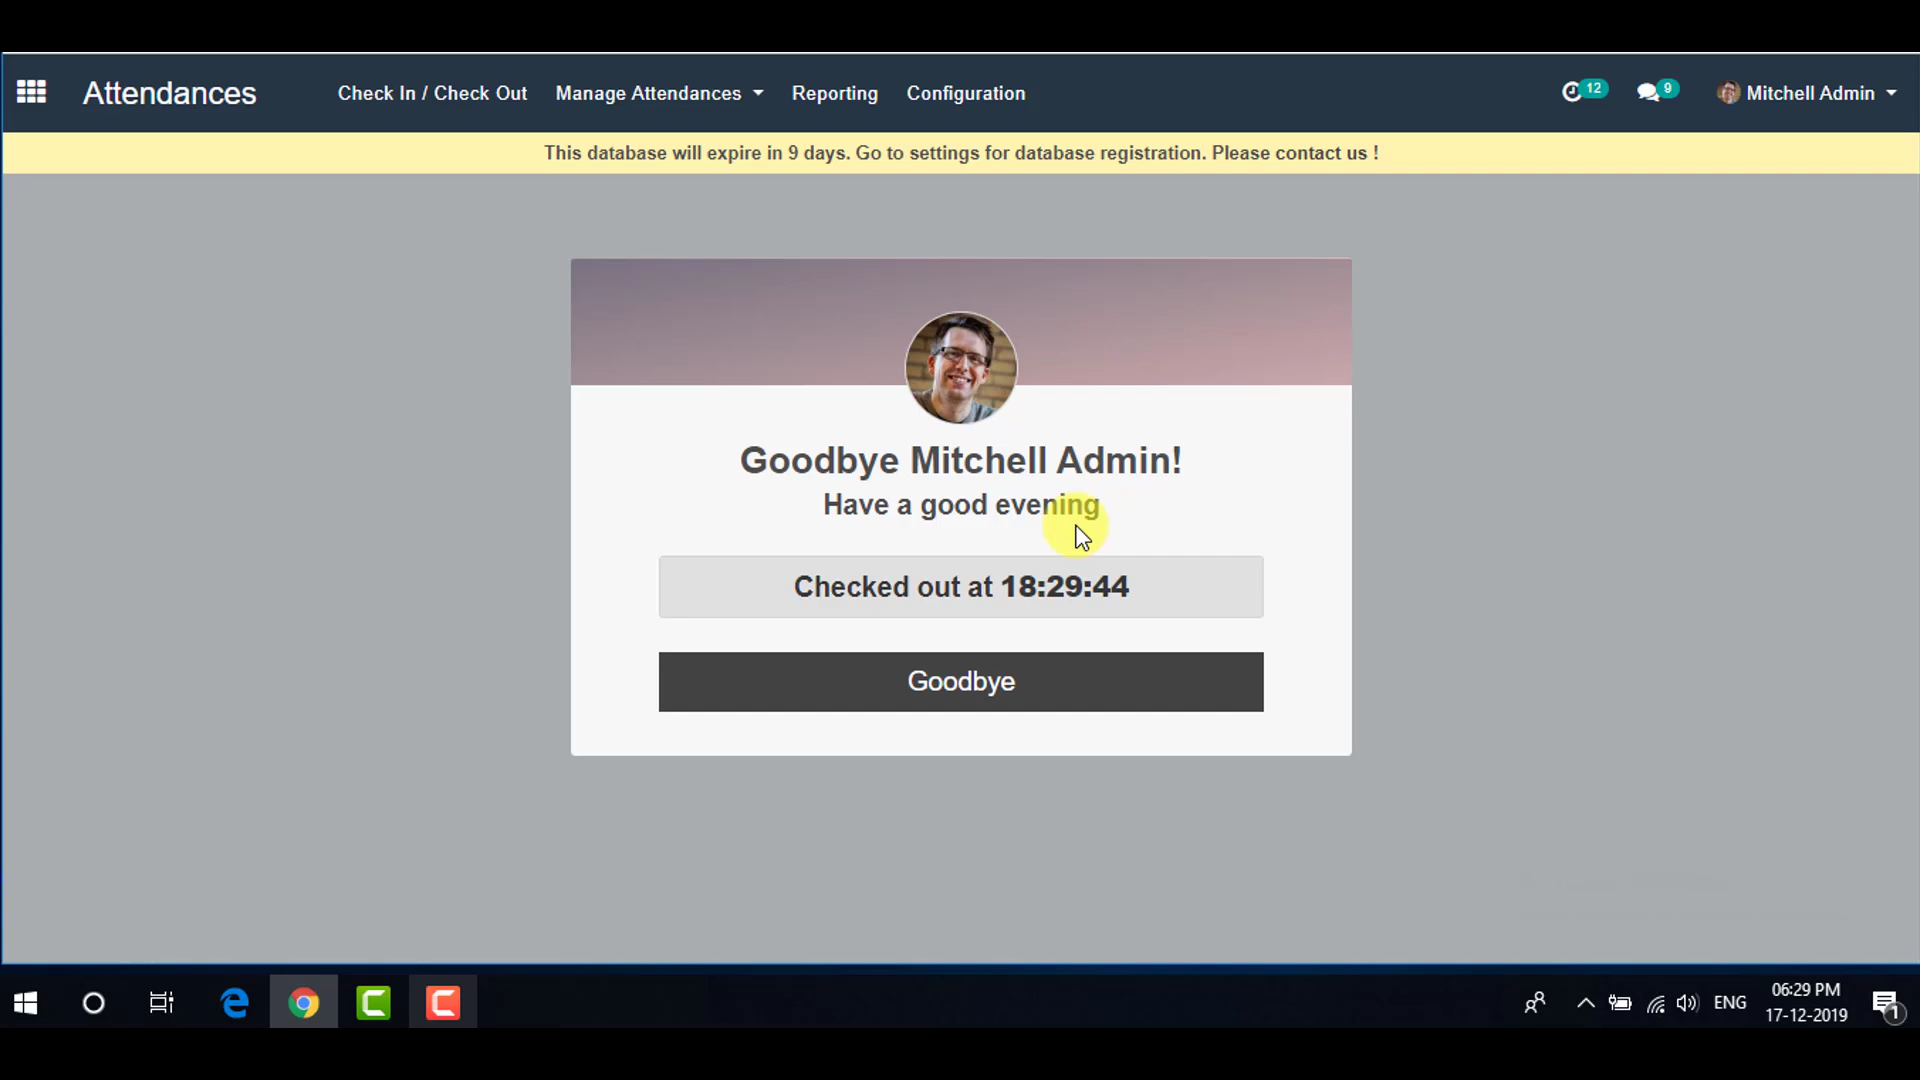 Attendances
Check In / Check Out
Manage Attendances
Reporting
Configuration
12
9
Mitchell Admin
This database will expire in 9 days. Go to settings for database registration. Please contact us !
Goodbye Mitchell Admin!
Have a good evening
Checked out at 18:29:44
Goodbye
ENG
06:29 PM
17-12-2019
1